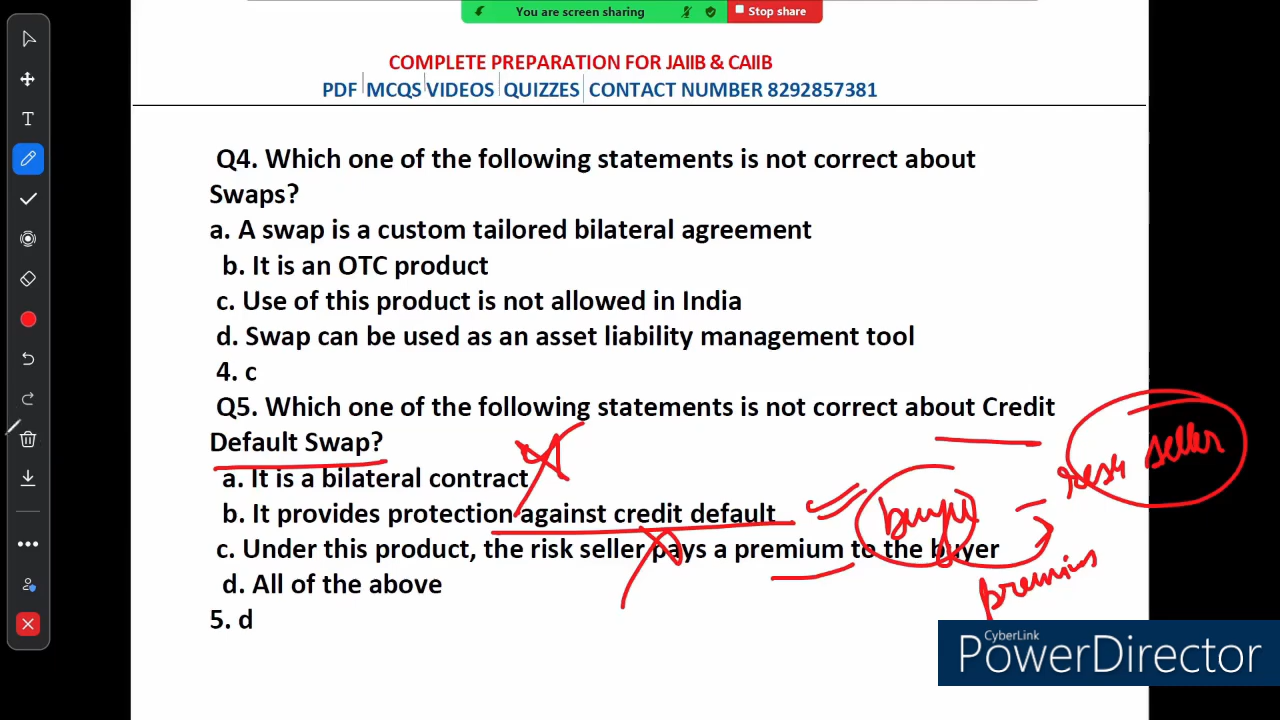 You are screen sharing Stop share
COMPLETE PREPARATION FOR JAIIB & CAIIB
PDF MCQS VIDEOS QUIZZES CONTACT NUMBER 8292857381
Q4. Which one of the following statements is not correct about
Swaps?
a. A swap is a custom tailored bilateral agreement
b. It is an OTC product
c. Use of this product is not allowed in India
d. Swap can be used as an asset liability management tool
4. c
Q5. Which one of the following statements is not correct about Credit
Default Swap?
seller
a. It is a bilateral contract
b. It provides protection against credit default
c. Under this product, the risk seller pays a premium to the buyer
d. All of the above
5. d
T
CyberLink
PowerDirector